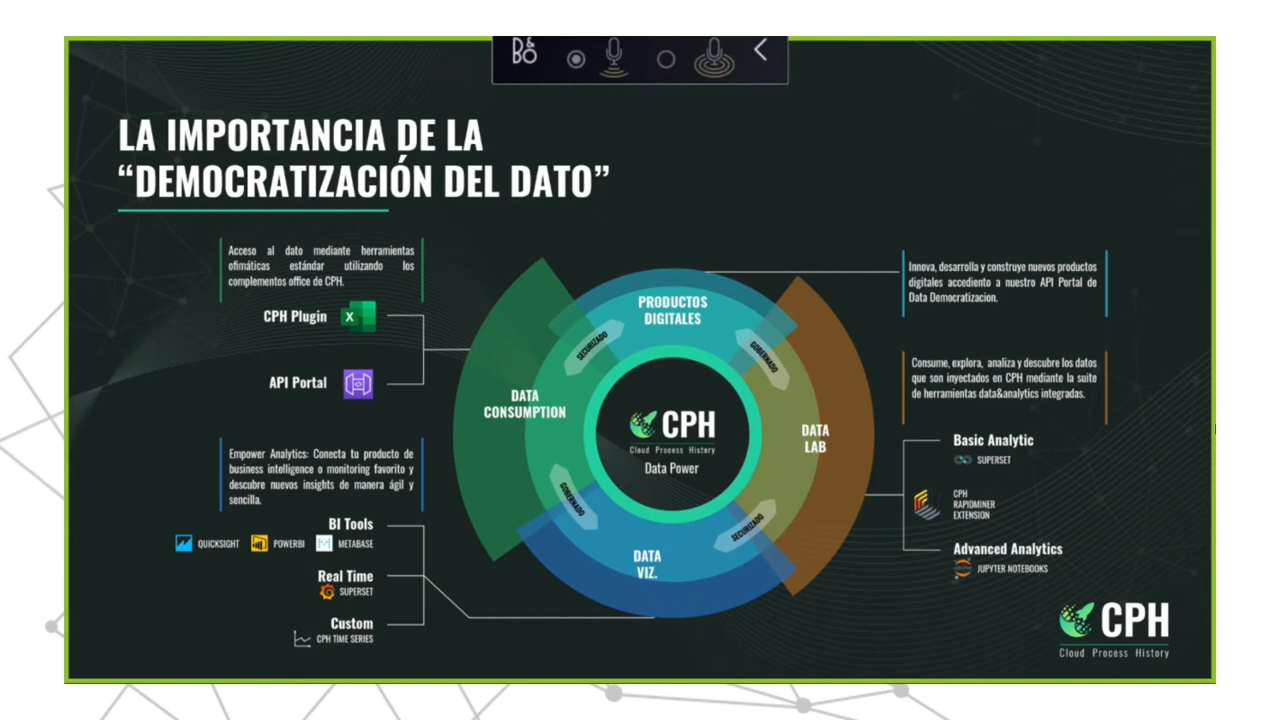 B&O
LA IMPORTANCIA DE LA
“DEMOCRATIZACIÓN DEL DATO”
Acceso al dato mediante herramientas
ofimáticas estándar utilizando los
complementos office de CPH.
CPH Plugin
X
API Portal
Empower Analytics: Conecta tu producto de
business intelligence o monitoring favorito y
descubre nuevos insights de manera ágil y
sencilla.
BI Tools
QUICKSIGHT
POWERBI
METABASE
Real Time
SUPERSET
Custom
CPH TIME SERIES
PRODUCTOS
DIGITALES
SECURIZADO
GOBERNADO
DATA
CONSUMPTION
CPH
Cloud Process History
Data Power
DATA
LAB
GOBERNADO
SECURIZADO
DATA
VIZ.
Innova, desarrolla y construye nuevos productos
digitales accediento a nuestro API Portal de
Data Democratizacion.
Consume, explora, analiza y descubre los datos
que son inyectados en CPH mediante la suite
de herramientas data&analytics integradas.
Basic Analytic
SUPERSET
CPH
RAPIDMINER
EXTENSION
Advanced Analytics
JUPYTER NOTEBOOKS
CPH
Cloud Process History